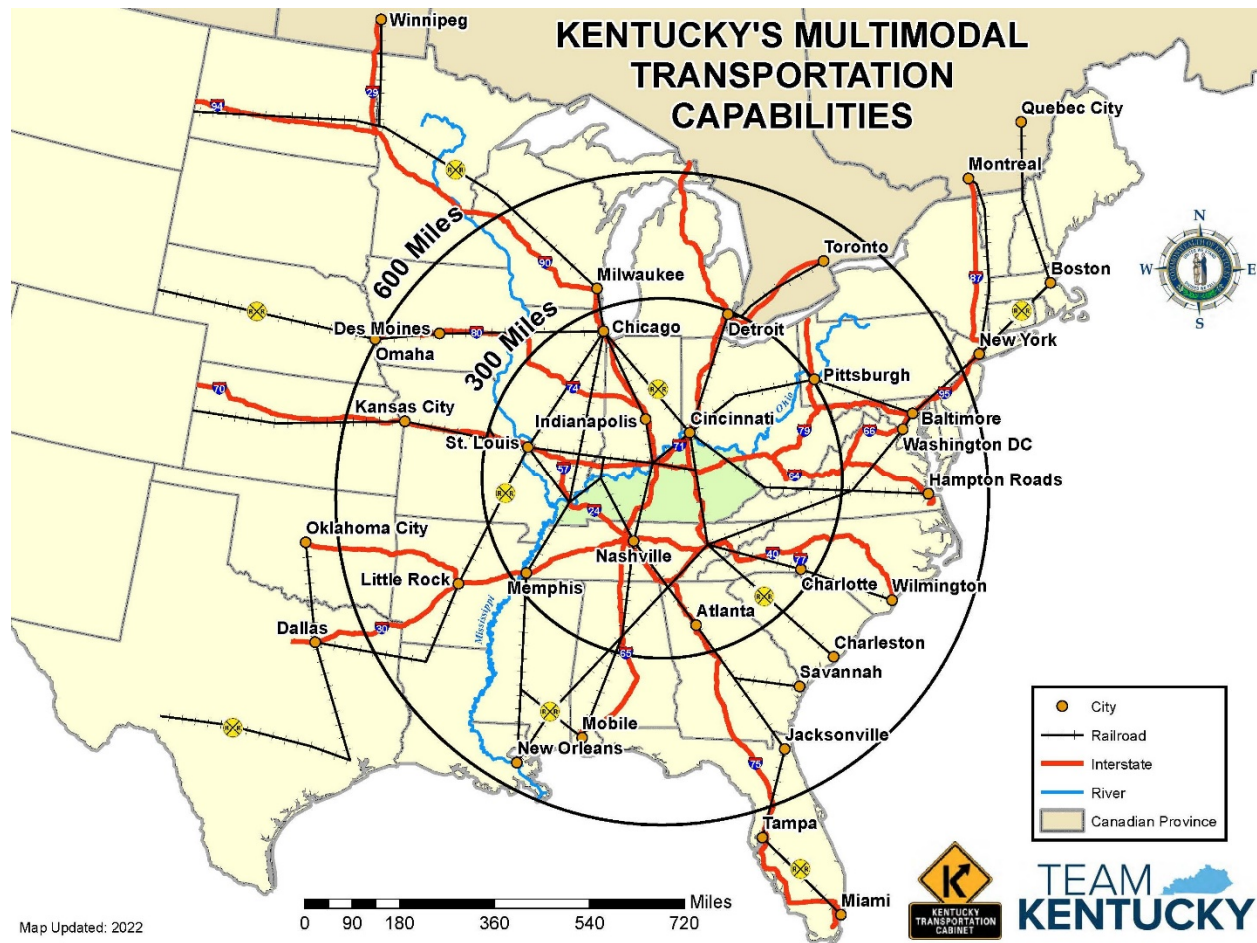 KENTUCKY'S MULTIMODAL
TRANSPORTATION
CAPABILITIES
Winnipeg
Quebec City
Montreal
Boston
Toronto
N
W
E
S
94
29
600 Miles
90
87
Milwaukee
300 Miles
Chicago
Detroit
New York
Des Moines
80
Omaha
Pittsburgh
95
70
74
Ohio
Kansas City
Indianapolis
Cincinnati
Baltimore
79
66
Washington DC
St. Louis
71
57
64
Hampton Roads
24
Oklahoma City
Nashville
40
77
Little Rock
Memphis
Charlotte
Wilmington
Mississippi
Atlanta
Dallas
30
65
Charleston
Savannah
Mobile
New Orleans
Jacksonville
75
Tampa
Miami
R R
R R
R R
R R
R R
R R
R R
R R
R R
City
Railroad
Interstate
River
Canadian Province
Miles
0 90 180 360 540 720
Map Updated: 2022
KENTUCKY
TRANSPORTATION
CABINET
TEAM
KENTUCKY